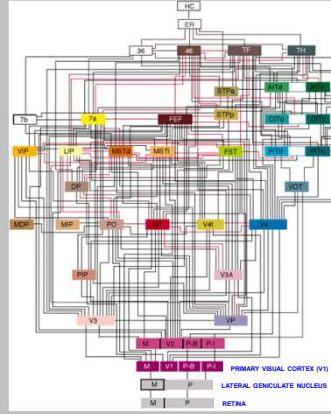 HC
ER
36 46 TF TH
STPa AITd AITv
7b 7a FEF STPp CITd CITv
VIP LIP MSTd MSTl FST PITd PITv
DP VOT
MDP MIP PO MT V4t V4
PIP V3A
V3 VP
M V2 P-B P-I
M V1 P-B P-I PRIMARY VISUAL CORTEX (V1)
M P LATERAL GENICULATE NUCLEUS
M P RETINA